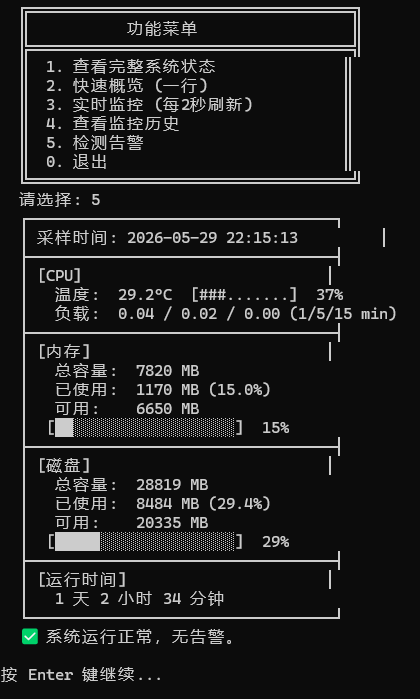 功能菜单
1. 查看完整系统状态
2. 快速概览 (一行)
3. 实时监控 (每2秒刷新)
4. 查看监控历史
5. 检测告警
0. 退出
请选择: 5
采样时间: 2026-05-29 22:15:13
[CPU]
温度: 29.2°C [###.......] 37%
负载: 0.04 / 0.02 / 0.00 (1/5/15 min)
[内存]
总容量: 7820 MB
已使用: 1170 MB (15.0%)
可用: 6650 MB
[██░░░░░░░░░░░░░░░░░░] 15%
[磁盘]
总容量: 28819 MB
已使用: 8484 MB (29.4%)
可用: 20335 MB
[█████░░░░░░░░░░░░░░░] 29%
[运行时间]
1 天 2 小时 34 分钟
✅ 系统运行正常，无告警。
按 Enter 键继续...